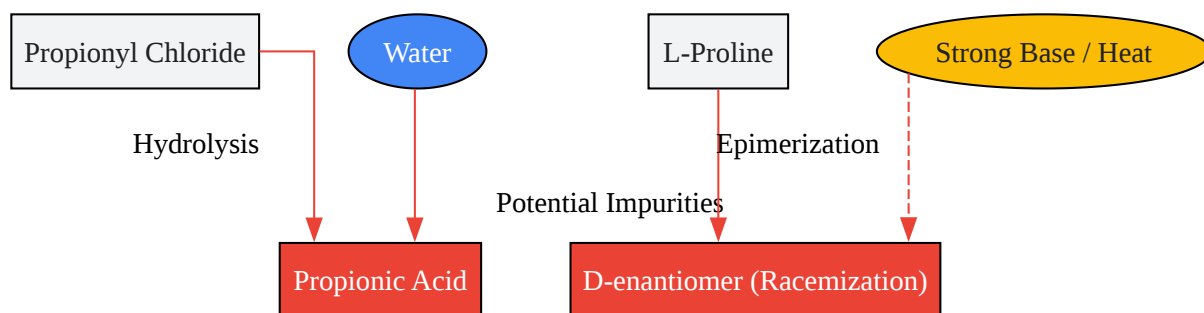 Propionyl Chloride
Water
L-Proline
Strong Base / Heat
Hydrolysis
Epimerization
Potential Impurities
Propionic Acid
D-enantiomer (Racemization)